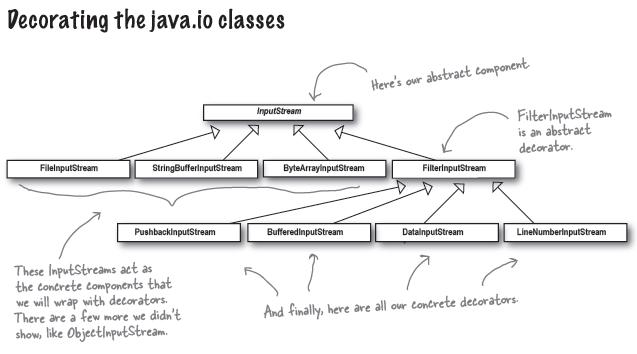 Decorating the java.io classes
Here's our abstract component
InputStream
FilterInputStream
is an abstract
decorator.
FileInputStream
StringBufferInputStream
ByteArrayInputStream
FilterInputStream
PushbackInputStream
BufferedInputStream
DataInputStream
LineNumberInputStream
These InputStreams act as
the concrete components that
we will wrap with decorators.
There are a few more we didn't
show, like ObjectInputStream.
And finally, here are all our concrete decorators.